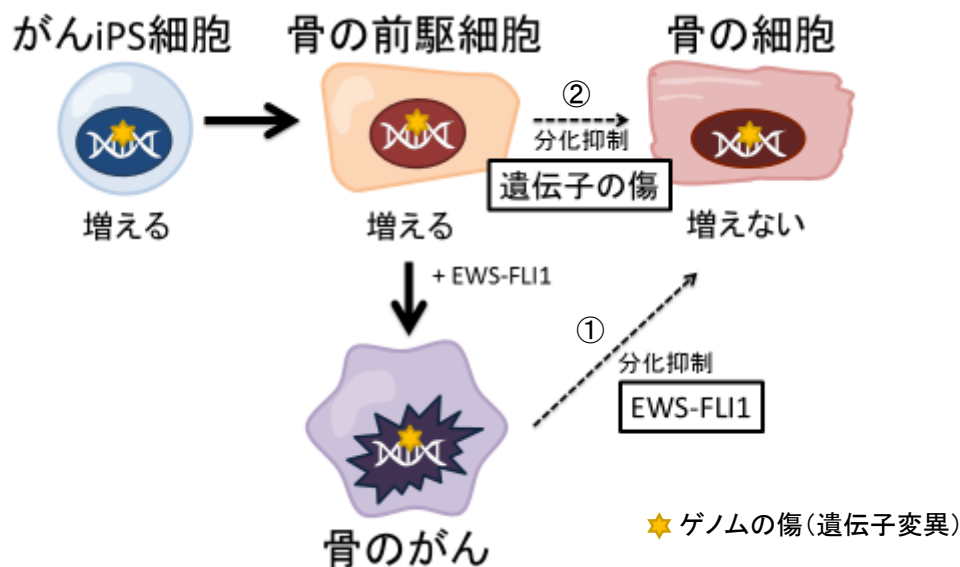 がんiPS細胞
骨の前駆細胞
骨の細胞
②
分化抑制
遺伝子の傷
増える
増える
増えない
+ EWS-FLI1
①
分化抑制
EWS-FLI1
骨のがん
ゲノムの傷(遺伝子変異)